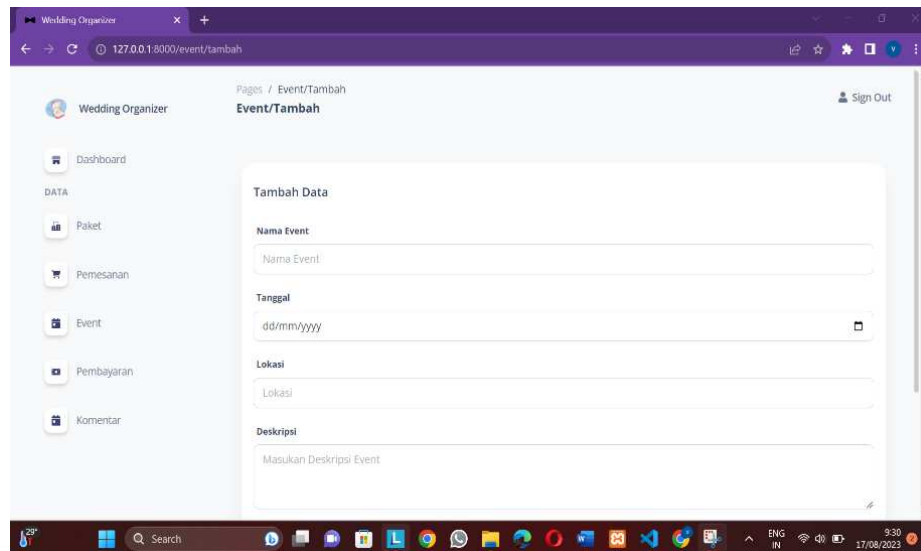 Wedding Organizer
127.0.0.1:8000/event/tambah
Pages / Event/Tambah
Event/Tambah
Sign Out
Wedding Organizer
Dashboard
DATA
Paket
Pemesanan
Event
Pembayaran
Komentar
Tambah Data
Nama Event
Nama Event
Tanggal
dd/mm/yyyy
Lokasi
Lokasi
Deskripsi
Masukan Deskripsi Event
29°
Search
ENG
IN
9:30
17/08/2023